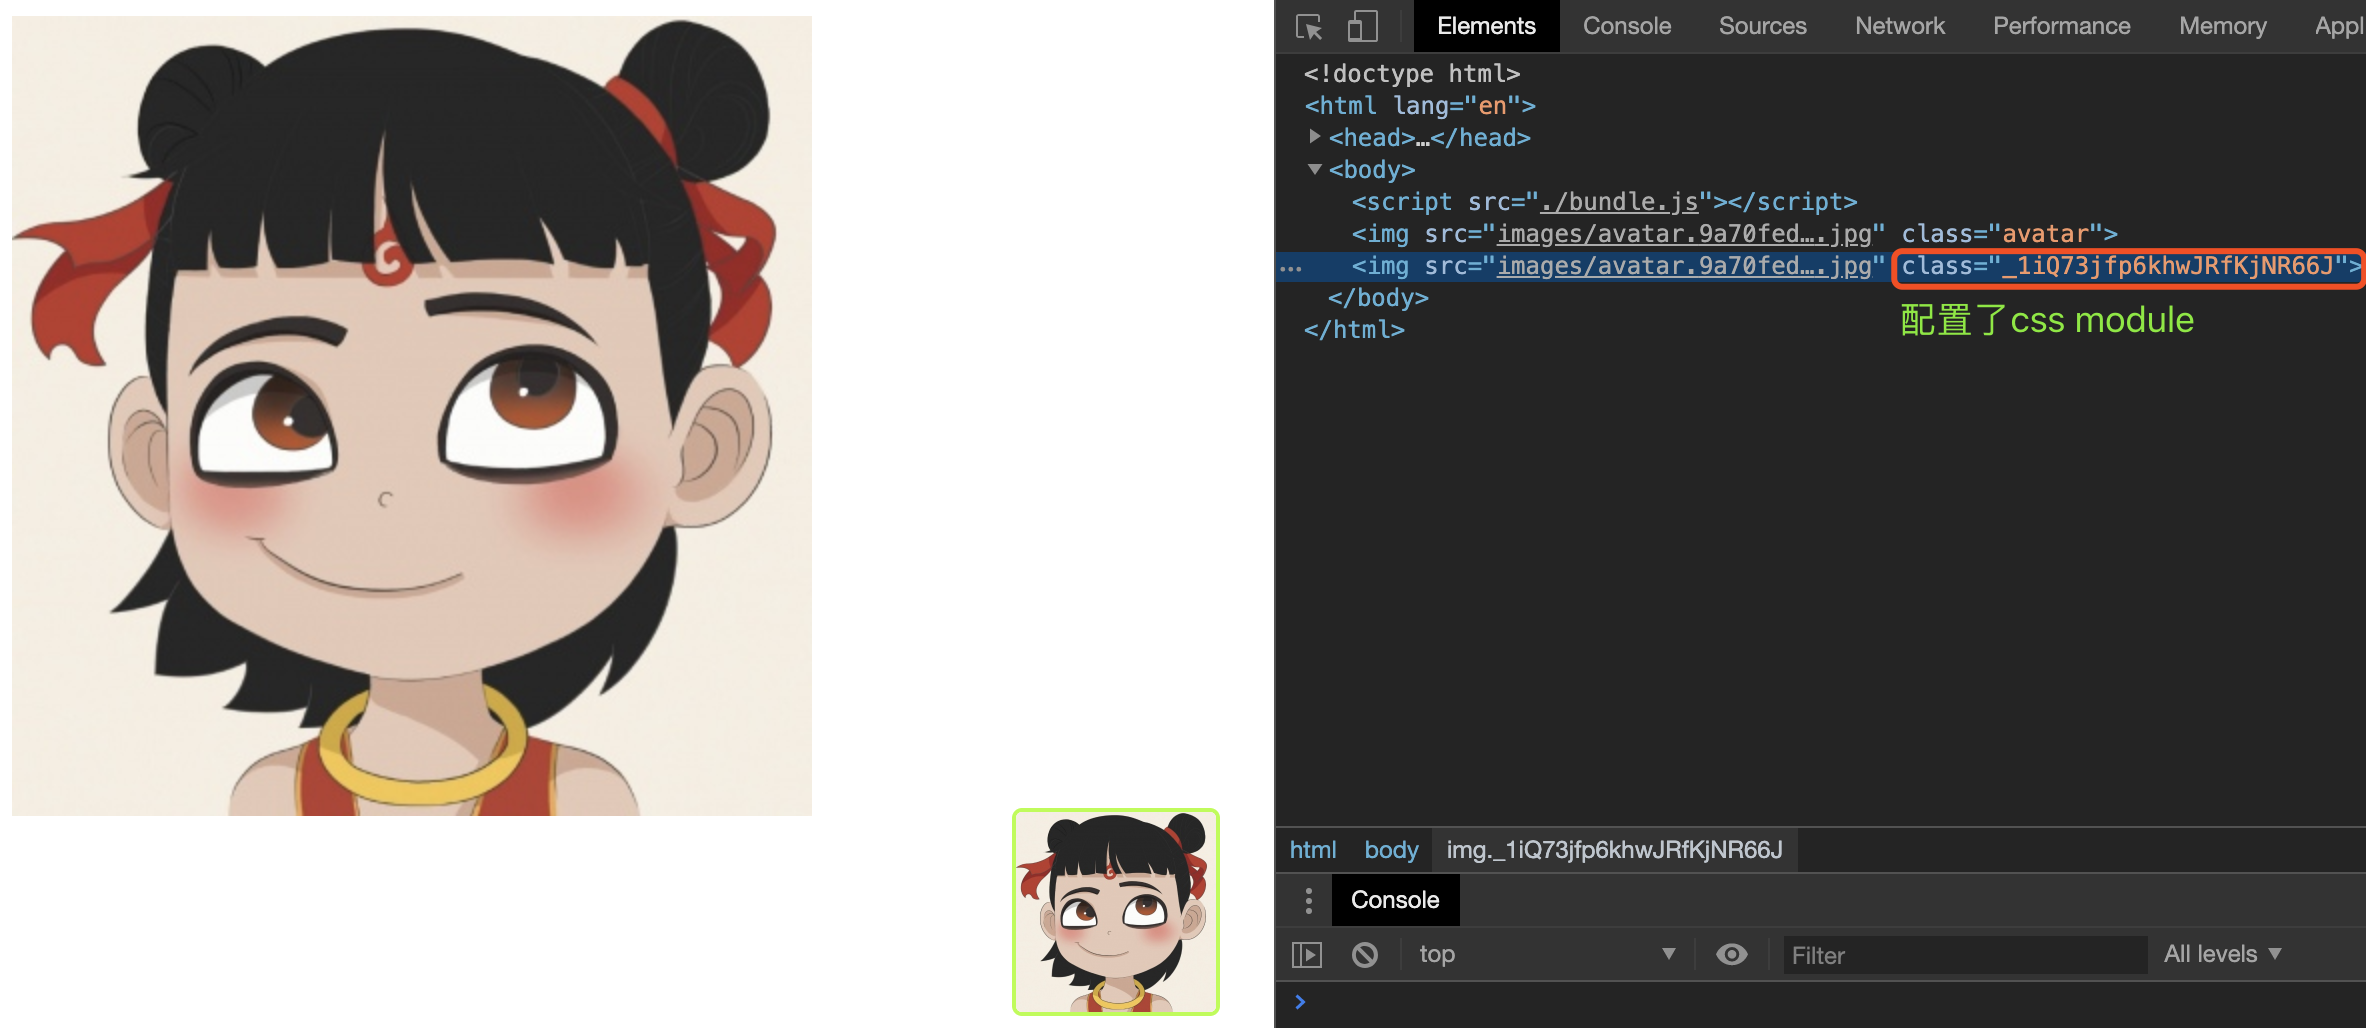 Elements Console Sources Network Performance Memory Appl
<!doctype html>
<html lang="en">
<head>…</head>
<body>
<script src="./bundle.js"></script>
<img src="images/avatar.9a70fed….jpg" class="avatar">
… <img src="images/avatar.9a70fed….jpg" class="_1iQ73jfp6khwJRfKjNR66J">
</body>
配置了css module
</html>
html body img._1iQ73jfp6khwJRfKjNR66J
Console
top Filter All levels